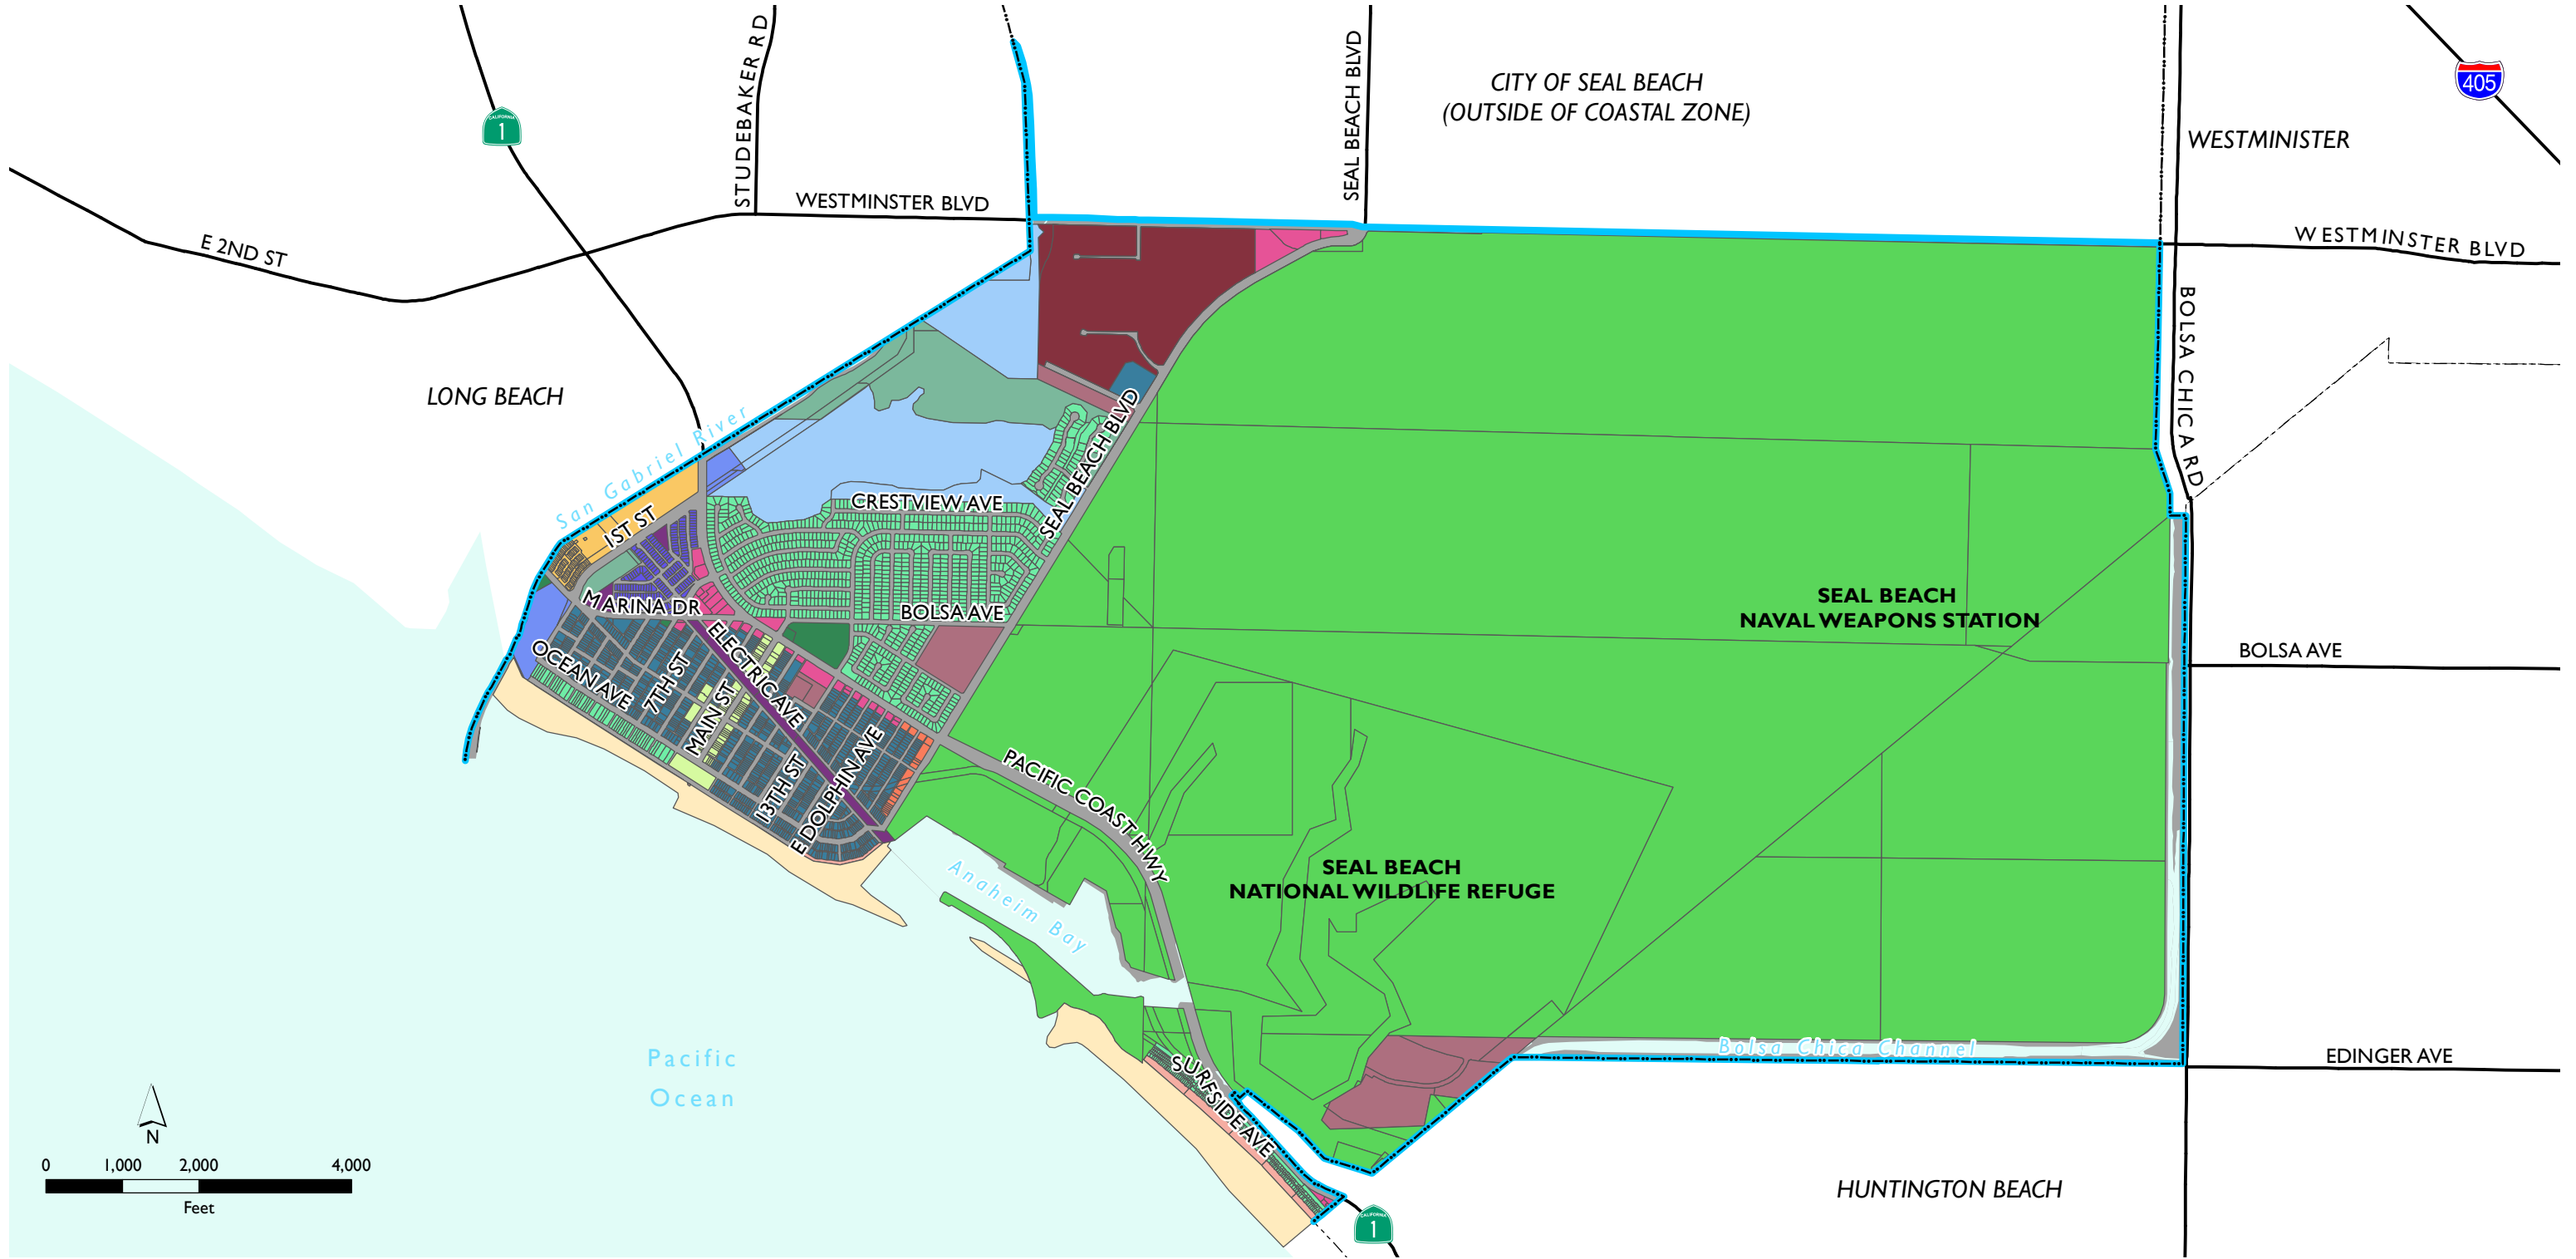 STUDEBAKER RD
SEAL BEACH BLVD
CITY OF SEAL BEACH
(OUTSIDE OF COASTAL ZONE)
405
CALIFORNIA
1
WESTMINISTER
WESTMINSTER BLVD
E 2ND ST
WESTMINSTER BLVD
BOLSA CHICA RD
LONG BEACH
San Gabriel River
SEAL BEACH BLVD
CRESTVIEW AVE
1ST ST
MARINA DR
BOLSA AVE
SEAL BEACH
NAVAL WEAPONS STATION
BOLSA AVE
OCEAN AVE
7TH ST
ELECTRIC AVE
MAIN ST
13TH ST
E DOLPHIN AVE
PACIFIC COAST HWY
SEAL BEACH
NATIONAL WILDLIFE REFUGE
Anaheim Bay
Pacific
Ocean
Bolsa Chica Channel
EDINGER AVE
SURFSIDE AVE
HUNTINGTON BEACH
CALIFORNIA
1
N
0 1,000 2,000 4,000
Feet